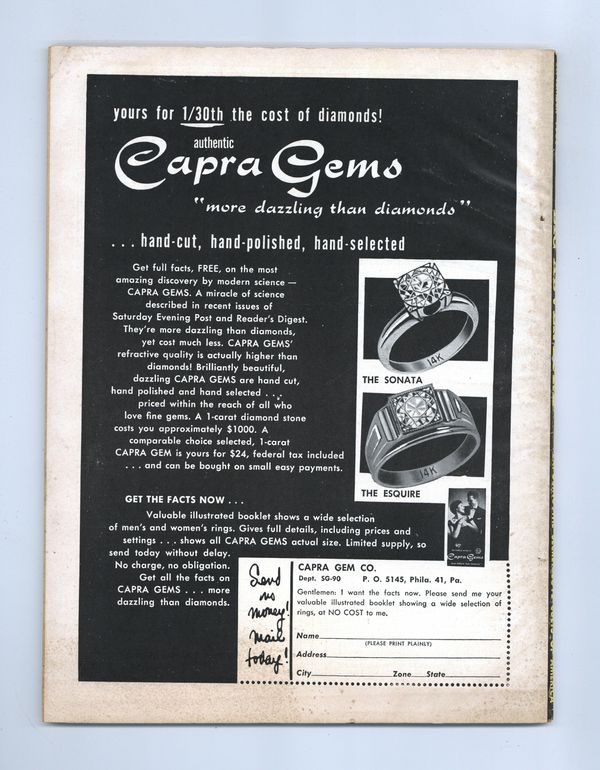 yours for 1/30th the cost of diamonds!
authentic
Capra Gems
"more dazzling than diamonds"
. . . hand-cut, hand-polished, hand-selected
Get full facts, FREE, on the most
amazing discovery by modern science —
CAPRA GEMS. A miracle of science
described in recent issues of
Saturday Evening Post and Reader's Digest.
They're more dazzling than diamonds,
yet cost much less. CAPRA GEMS'
refractive quality is actually higher than
diamonds! Brilliantly beautiful,
dazzling CAPRA GEMS are hand cut,
hand polished and hand selected . . .
priced within the reach of all who
love fine gems. A 1-carat diamond stone
costs you approximately $1000. A
comparable choice selected, 1-carat
CAPRA GEM is yours for $24, federal tax included
. . . and can be bought on small easy payments.
14K
THE SONATA
14K
THE ESQUIRE
GET THE FACTS NOW . . .
Valuable illustrated booklet shows a wide selection
of men's and women's rings. Gives full details, including prices and
settings . . . shows all CAPRA GEMS actual size. Limited supply, so
send today without delay.
No charge, no obligation.
Get all the facts on
CAPRA GEMS . . . more
dazzling than diamonds.
Capra Gems
Send
no
money!
Mail
today!
CAPRA GEM CO.
Dept. SG-90 P. O. 5145, Phila. 41, Pa.
Gentlemen: I want the facts now. Please send me your
valuable illustrated booklet showing a wide selection of
rings, at NO COST to me.
Name
(PLEASE PRINT PLAINLY)
Address
City Zone State